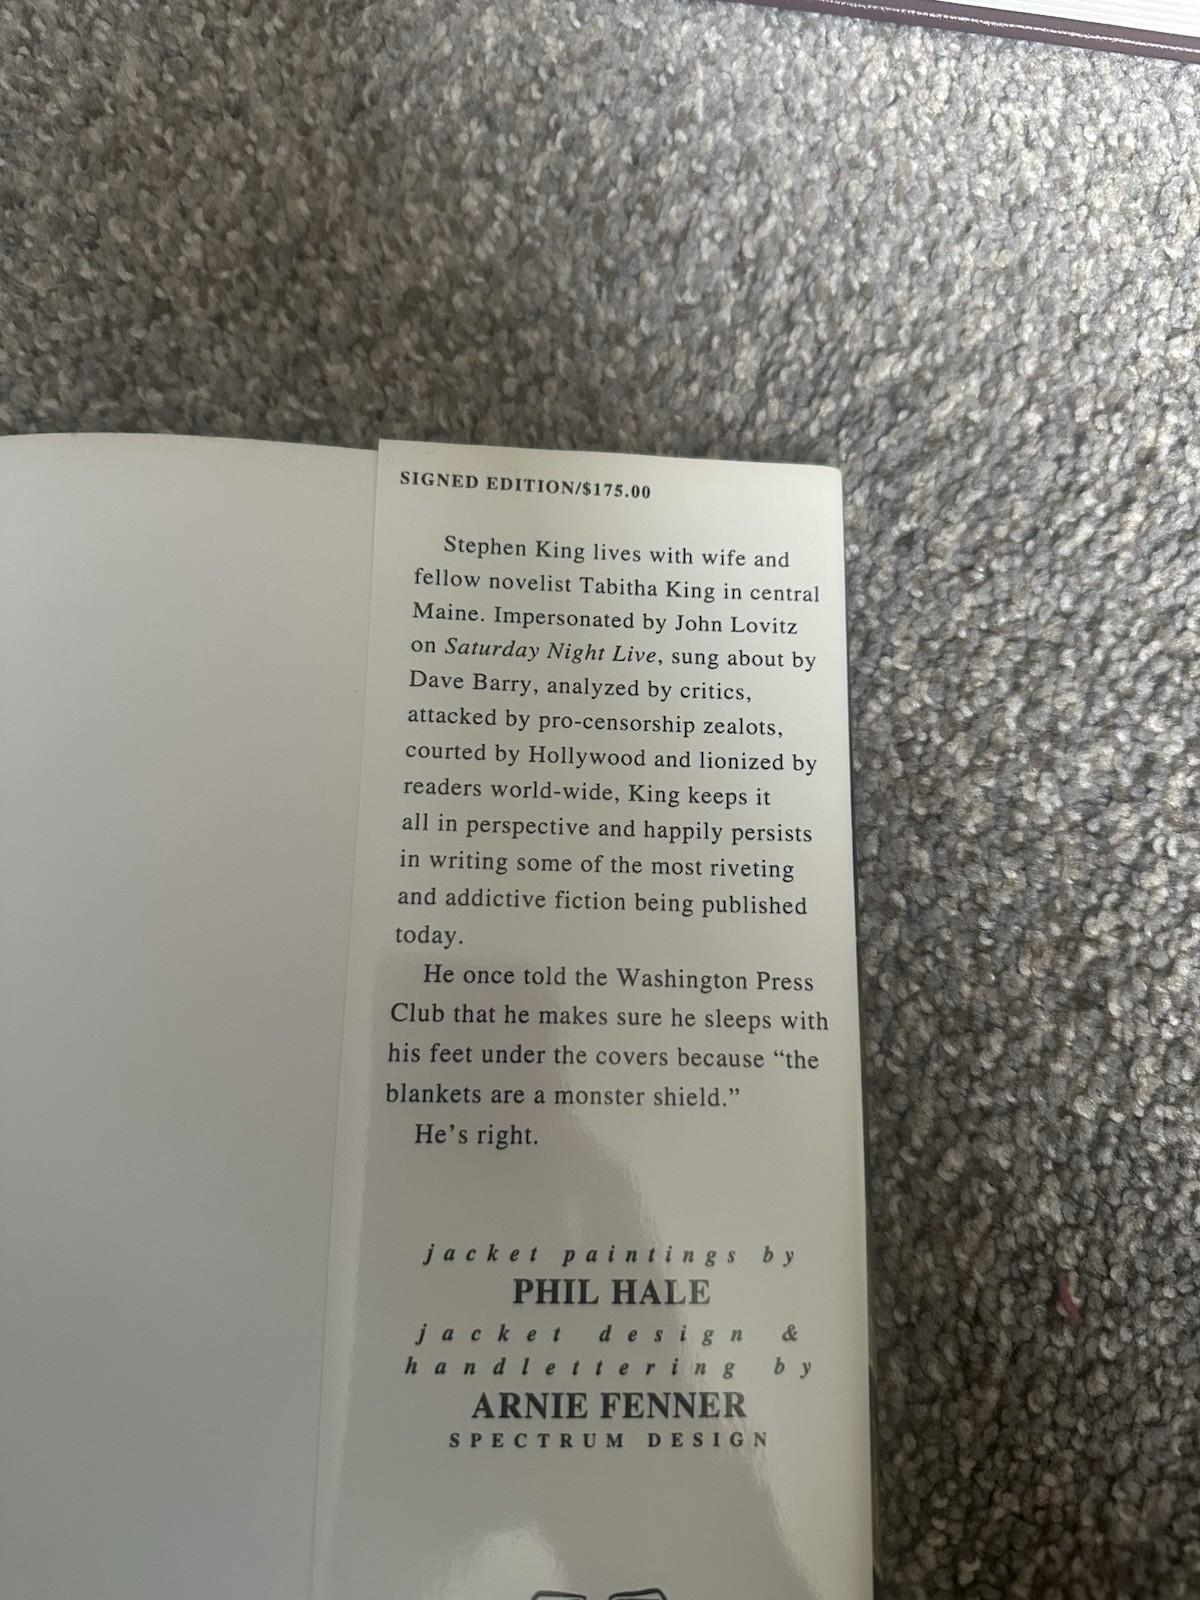 SIGNED EDITION/$175.00
Stephen King lives with wife and
fellow novelist Tabitha King in central
Maine. Impersonated by John Lovitz
on Saturday Night Live, sung about by
Dave Barry, analyzed by critics,
attacked by pro-censorship zealots,
courted by Hollywood and lionized by
readers world-wide, King keeps it
all in perspective and happily persists
in writing some of the most riveting
and addictive fiction being published
today.
He once told the Washington Press
Club that he makes sure he sleeps with
his feet under the covers because “the
blankets are a monster shield.”
He’s right.
jacket paintings by
PHIL HALE
jacket design &
handlettering by
ARNIE FENNER
SPECTRUM DESIGN